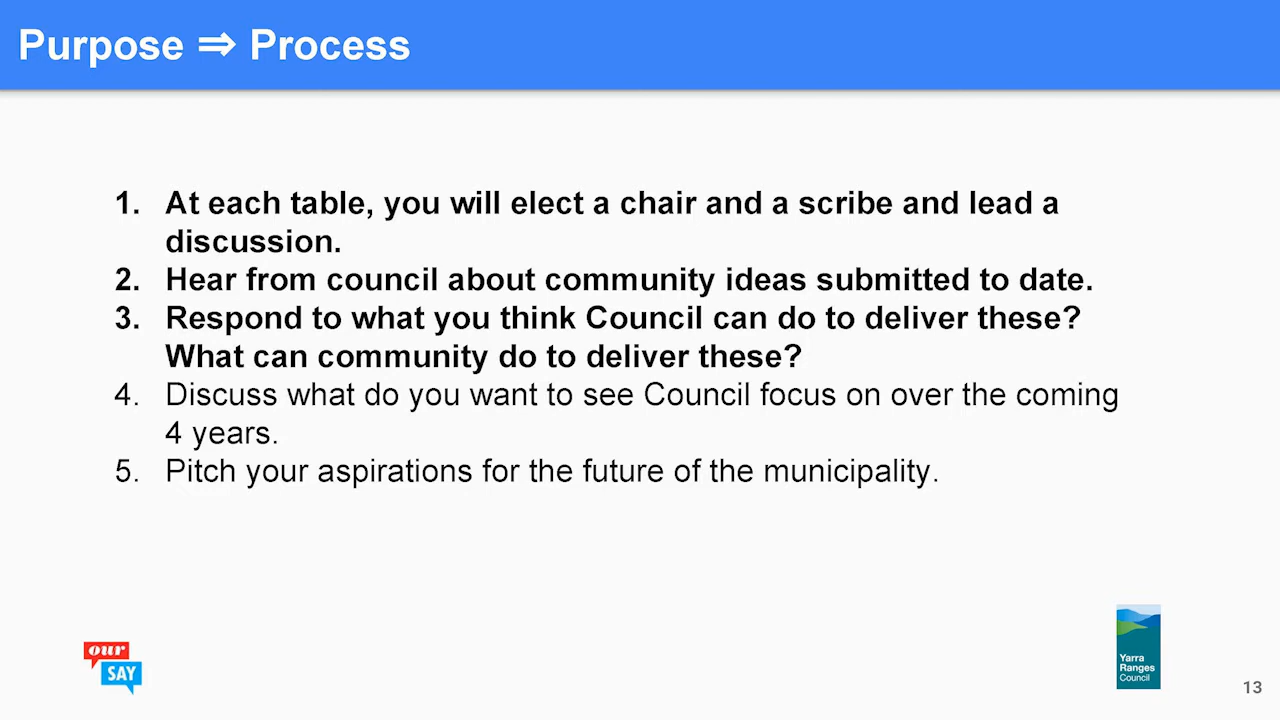 Purpose ⇒ Process
1. At each table, you will elect a chair and a scribe and lead a
discussion.
2. Hear from council about community ideas submitted to date.
3. Respond to what you think Council can do to deliver these?
What can community do to deliver these?
4. Discuss what do you want to see Council focus on over the coming
4 years.
5. Pitch your aspirations for the future of the municipality.
our
SAY
Yarra
Ranges
Council
13